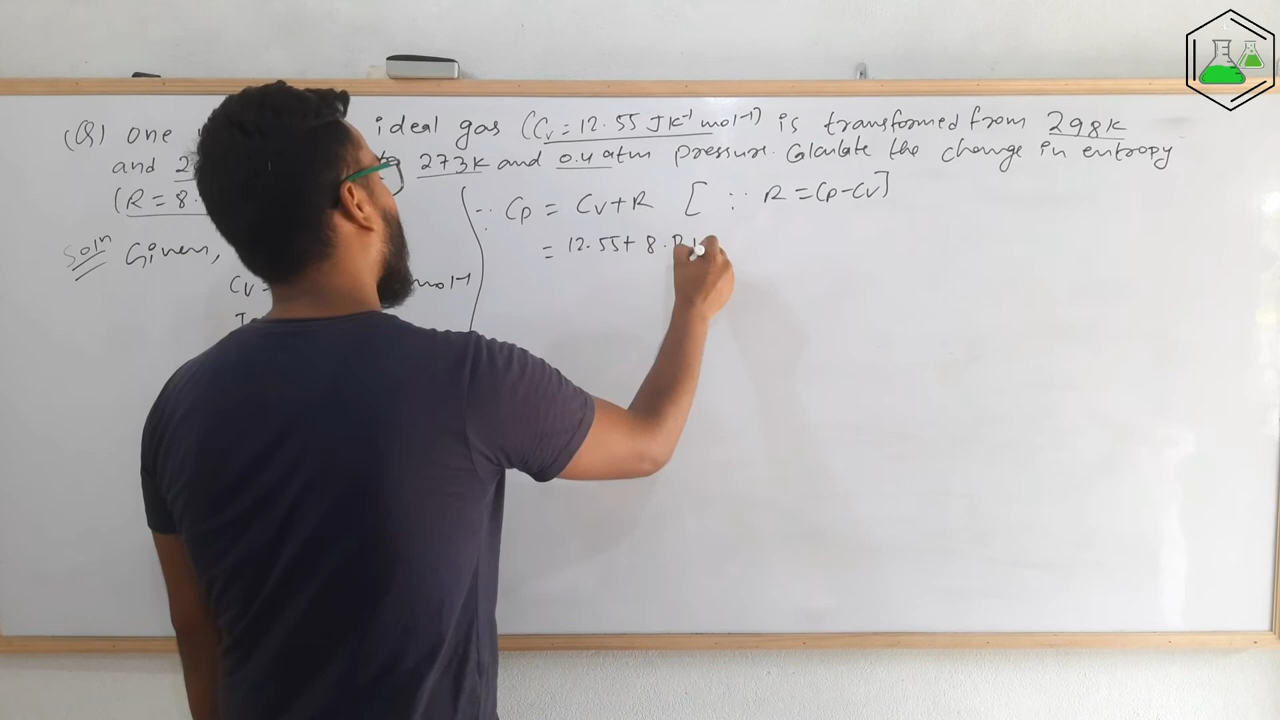 (Q) One ideal gas (Cv = 12.55 JK⁻¹ mol⁻¹) is transformed from 298K
and 2 273K and 0.4 atm pressure. Calculate the change in entropy
(R = 8.
∵ Cp = Cv+R [∵ R = Cp-Cv]
= 12.55+ 8.31
Soln Given,
Cv = mol⁻¹